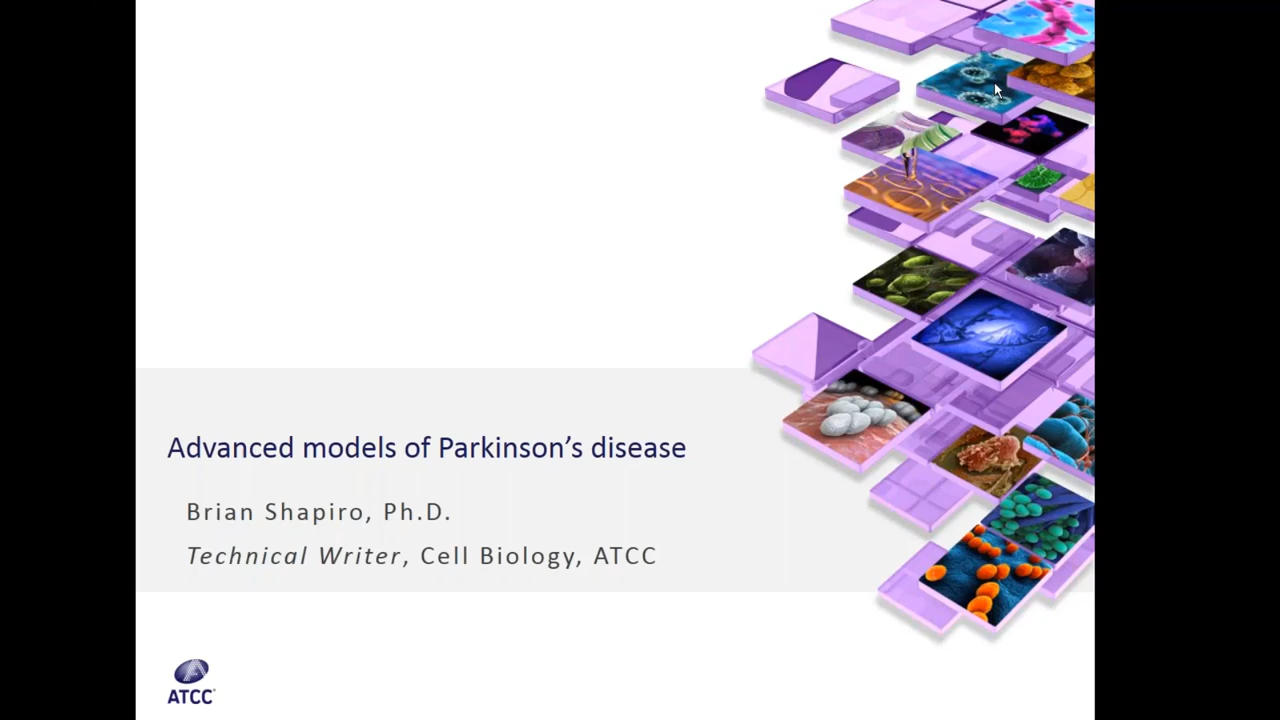 Advanced models of Parkinson’s disease
Brian Shapiro, Ph.D.
Technical Writer, Cell Biology, ATCC
ATCC